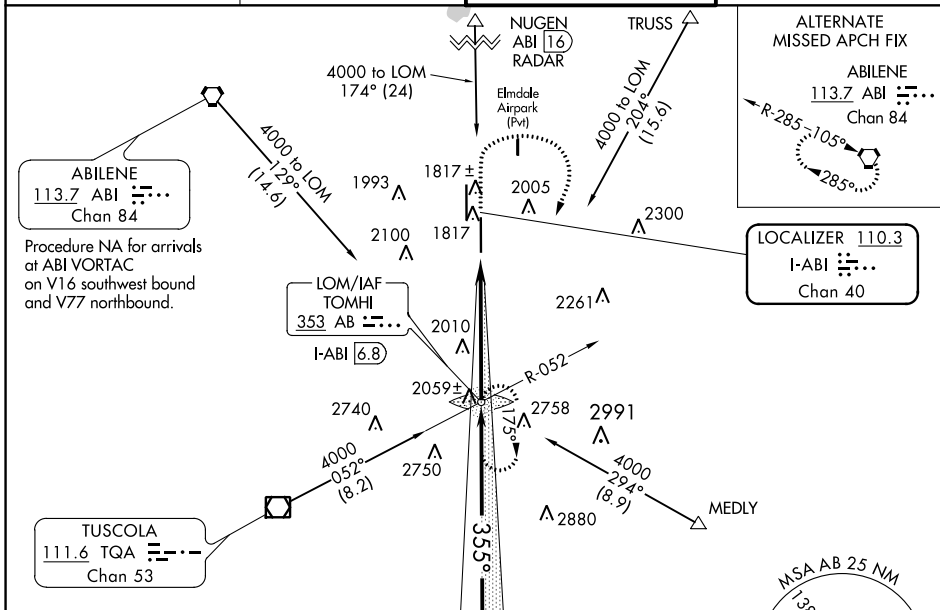 NUGEN
ABI 16
RADAR
TRUSS
ALTERNATE
MISSED APCH FIX
ABILENE
113.7 ABI
Chan 84
R-285
105°
285°
4000 to LOM
174° (24)
Elmdale
Airpark
(Pvt)
4000 to LOM
204°
(15.6)
4000 to LOM
129°
(14.6)
ABILENE
113.7 ABI
Chan 84
Procedure NA for arrivals
at ABI VORTAC
on V16 southwest bound
and V77 northbound.
1993
1817 ±
2005
2300
1817
2100
LOCALIZER 110.3
I-ABI
Chan 40
LOM/IAF
TOMHI
353 AB
I-ABI 6.8
2261
2010
R-052
2059 ±
2740
2758
2991
175°
2750
4000
052°
(8.2)
4000
294°
(8.9)
MEDLY
2880
TUSCOLA
111.6 TQA
Chan 53
355°
MSA AB 25 NM